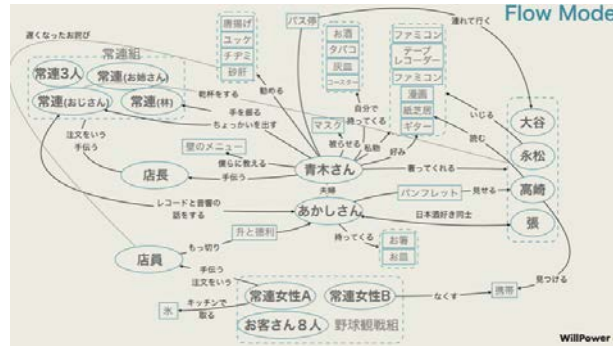 Flow Mode
遅くなったお詫び
常連組
常連3人
常連(お姉さん)
常連(おじさん)
常連(林)
唐揚げ
ユッケ
チヂミ
砂肝
バス停
お酒
タバコ
灰皿
コースター
ファミコン
テープ
レコーダー
ファミコン
漫画
紙芝居
ギター
連れて行く
大谷
永松
高崎
張
乾杯をする
勧める
手を振る
ちょっかいを出す
自分で
持ってくる
マスク
被らせる
私勉
好み
いじる
読む
注文をいう
手伝う
壁のメニュー
僕らに教える
店長
手伝う
青木さん
夫婦
あかしさん
奢ってくれる
パンフレット
見せる
日本酒好き同士
レコードと音響の
話をする
升と徳利
もっきり
店員
持ってくる
お箸
お皿
手伝う
注文をいう
氷
キッチンで
取る
常連女性A
常連女性B
お客さん8人
野球観戦組
なくす
携帯
見つける
WillPower